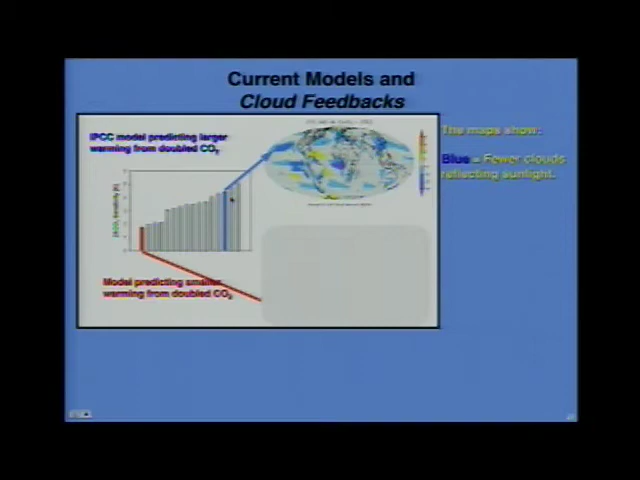 Current Models and
Cloud Feedbacks
IPCC model predicting larger
warming from doubled CO2
The maps show:
Blue = Fewer clouds
reflecting sunlight.
Model predicting smaller
warming from doubled CO2